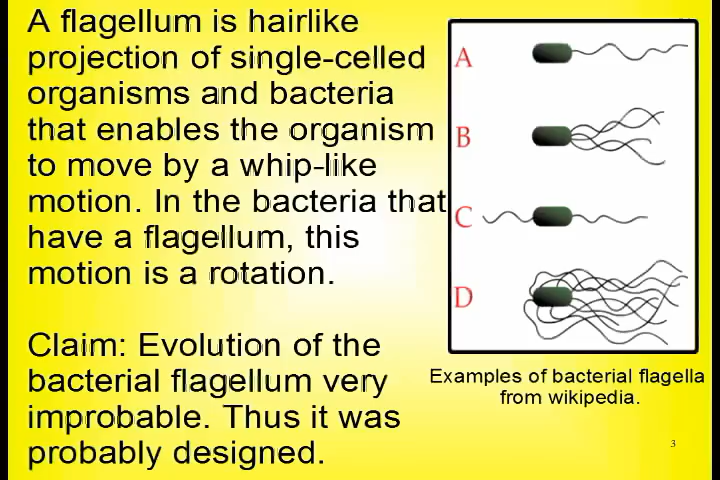 A flagellum is hairlike
projection of single-celled
organisms and bacteria
that enables the organism
to move by a whip-like
motion. In the bacteria that
have a flagellum, this
motion is a rotation.
Claim: Evolution of the
bacterial flagellum very
improbable. Thus it was
probably designed.
A
B
C
D
Examples of bacterial flagella
from wikipedia.
3